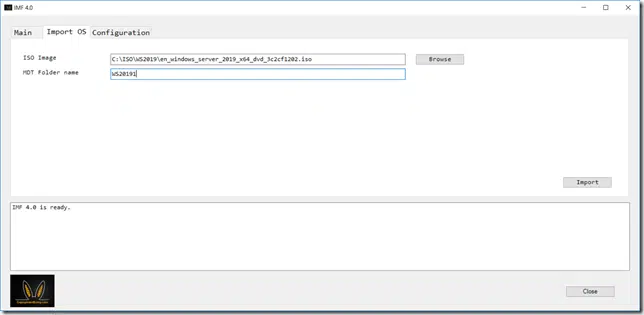 IMF 4.0
Main Import OS Configuration
ISO Image C:\ISO\WS2019\en_windows_server_2019_x64_dvd_3c2cf1202.iso Browse
MDT Folder name WS20191
Import
IMF 4.0 is ready.
Close